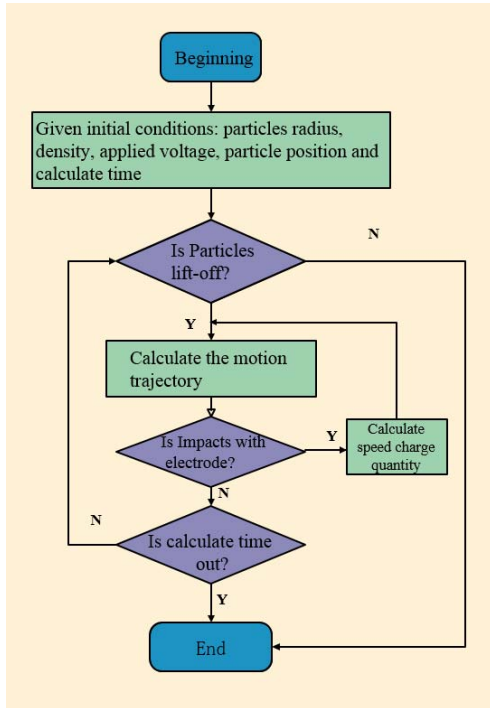 Beginning
Given initial conditions: particles radius,
density, applied voltage, particle position and
calculate time
N
Is Particles
lift-off?
Y
Calculate the motion
trajectory
Is Impacts with
electrode?
Y
Calculate
speed charge
quantity
N
N
Is calculate time
out?
Y
End